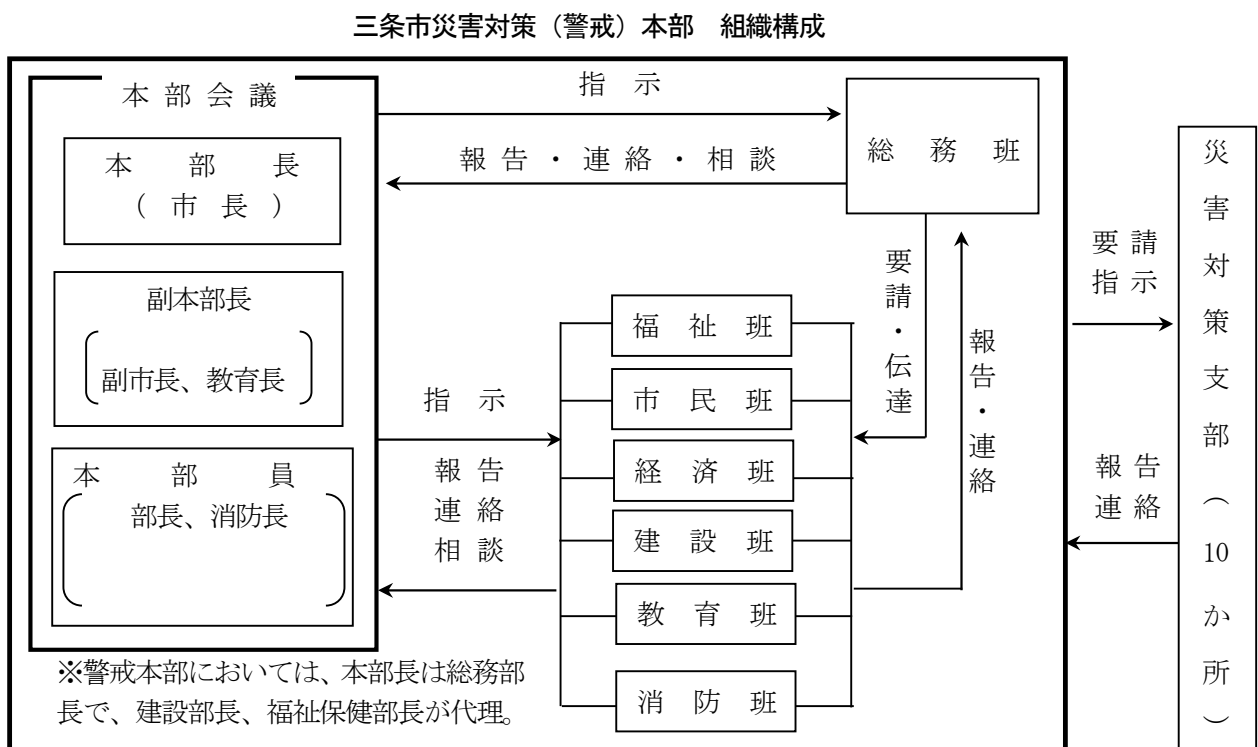 三条市災害対策（警戒）本部　組織構成
本部会議
本部長
（市長）
副本部長
副市長、教育長
本部員
部長、消防長
※警戒本部においては、本部長は総務部
長で、建設部長、福祉保健部長が代理。
指示
報告・連絡・相談
総務班
指示
報告
連絡
相談
福祉班
市民班
経済班
建設班
教育班
消防班
要請・伝達
報告・連絡
要請
指示
報告
連絡
災害対策支部（10か所）